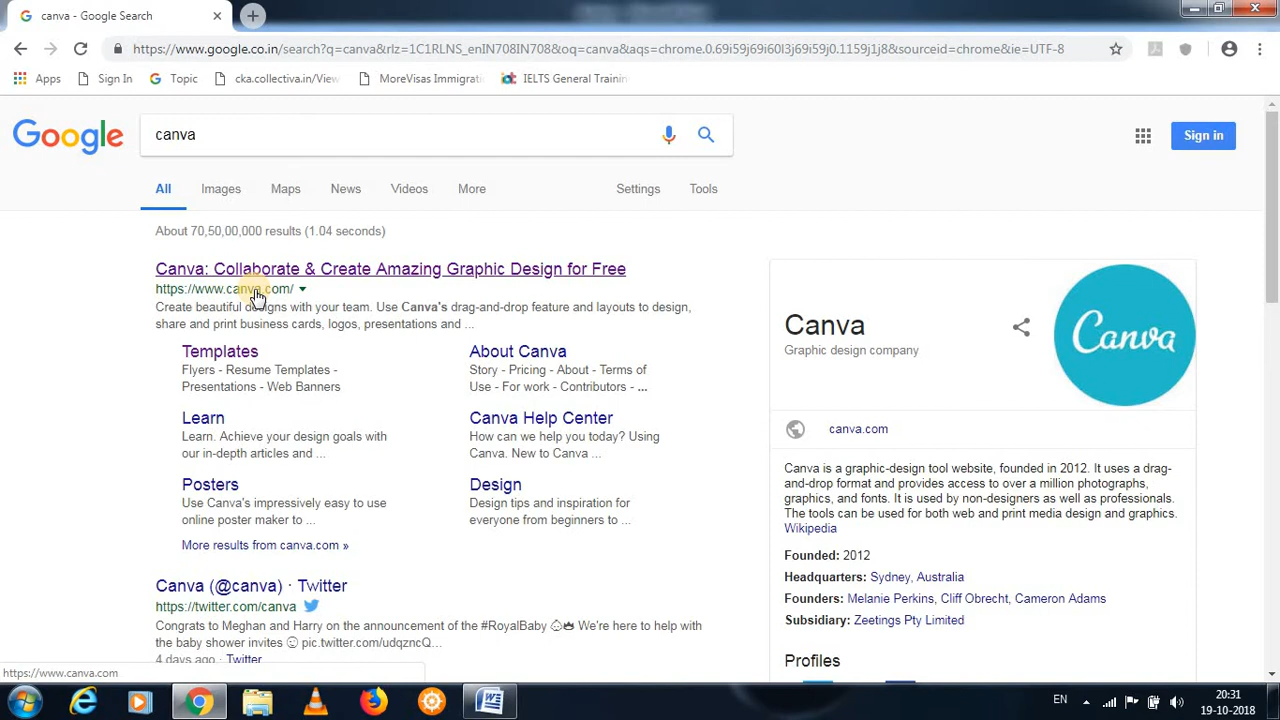 canva - Google Search
https://www.google.co.in/search?q=canva&rlz=1C1RLNS_enIN708IN708&oq=canva&aqs=chrome.0.69i59j69i60l3j69i59j0.1159j1j8&sourceid=chrome&ie=UTF-8
Apps Sign In Topic cka.collectiva.in/View MoreVisas Immigrati IELTS General Training
Google canva Sign in
All Images Maps News Videos More Settings Tools
About 70,50,00,000 results (1.04 seconds)
Canva: Collaborate & Create Amazing Graphic Design for Free
https://www.canva.com/
Create beautiful designs with your team. Use Canva's drag-and-drop feature and layouts to design,
share and print business cards, logos, presentations and ...
Templates
Flyers - Resume Templates -
Presentations - Web Banners
About Canva
Story - Pricing - About - Terms of
Use - For work - Contributors - ...
Learn
Learn. Achieve your design goals with
our in-depth articles and ...
Canva Help Center
How can we help you today? Using
Canva. New to Canva ...
Posters
Use Canva's impressively easy to use
online poster maker to ...
Design
Design tips and inspiration for
everyone from beginners to ...
More results from canva.com »
Canva (@canva) · Twitter
https://twitter.com/canva
Congrats to Meghan and Harry on the announcement of the #RoyalBaby We're here to help with
the baby shower invites pic.twitter.com/udqzncQ...
4 days ago · Twitter
https://www.canva.com
Canva
Graphic design company
Canva
canva.com
Canva is a graphic-design tool website, founded in 2012. It uses a drag-
and-drop format and provides access to over a million photographs,
graphics, and fonts. It is used by non-designers as well as professionals.
The tools can be used for both web and print media design and graphics.
Wikipedia
Founded: 2012
Headquarters: Sydney, Australia
Founders: Melanie Perkins, Cliff Obrecht, Cameron Adams
Subsidiary: Zeetings Pty Limited
Profiles
EN
20:31
19-10-2018